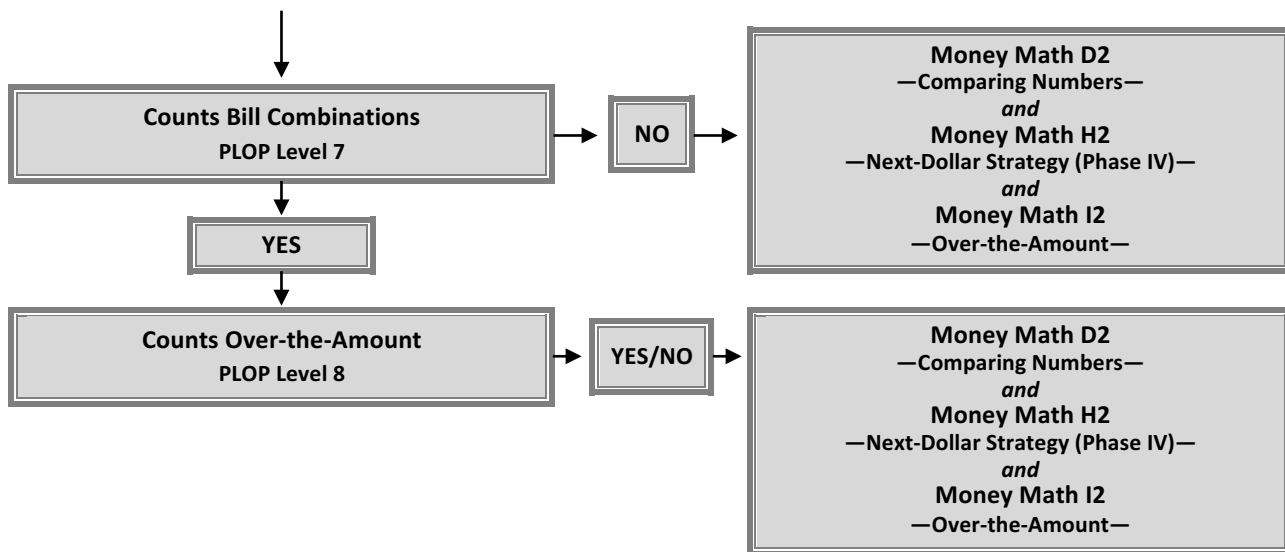 Counts Bill Combinations
PLOP Level 7
NO
Money Math D2
—Comparing Numbers—
and
Money Math H2
—Next-Dollar Strategy (Phase IV)—
and
Money Math I2
—Over-the-Amount—
YES
Counts Over-the-Amount
PLOP Level 8
YES/NO
Money Math D2
—Comparing Numbers—
and
Money Math H2
—Next-Dollar Strategy (Phase IV)—
and
Money Math I2
—Over-the-Amount—